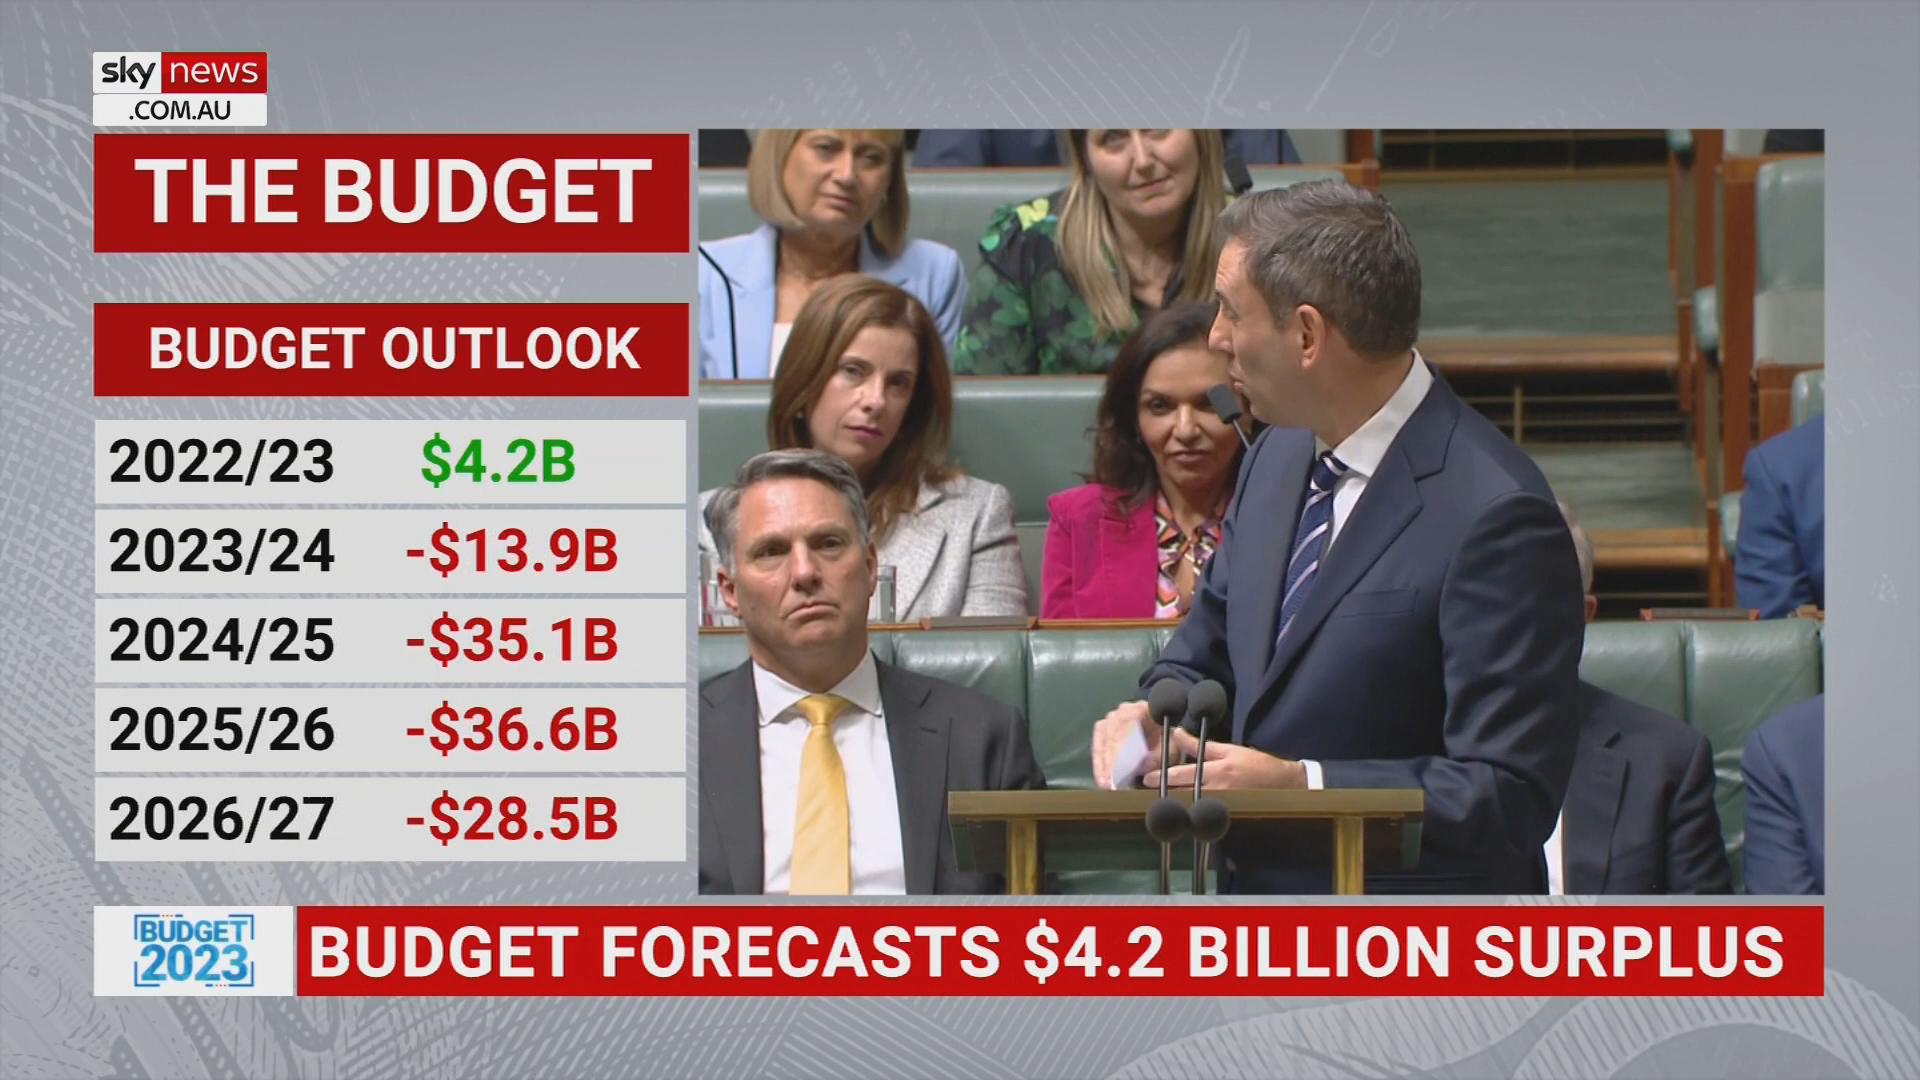 sky news
.COM.AU
THE BUDGET
BUDGET OUTLOOK
2022/23 $4.2B
2023/24 -$13.9B
2024/25 -$35.1B
2025/26 -$36.6B
2026/27 -$28.5B
BUDGET
2023
BUDGET FORECASTS $4.2 BILLION SURPLUS